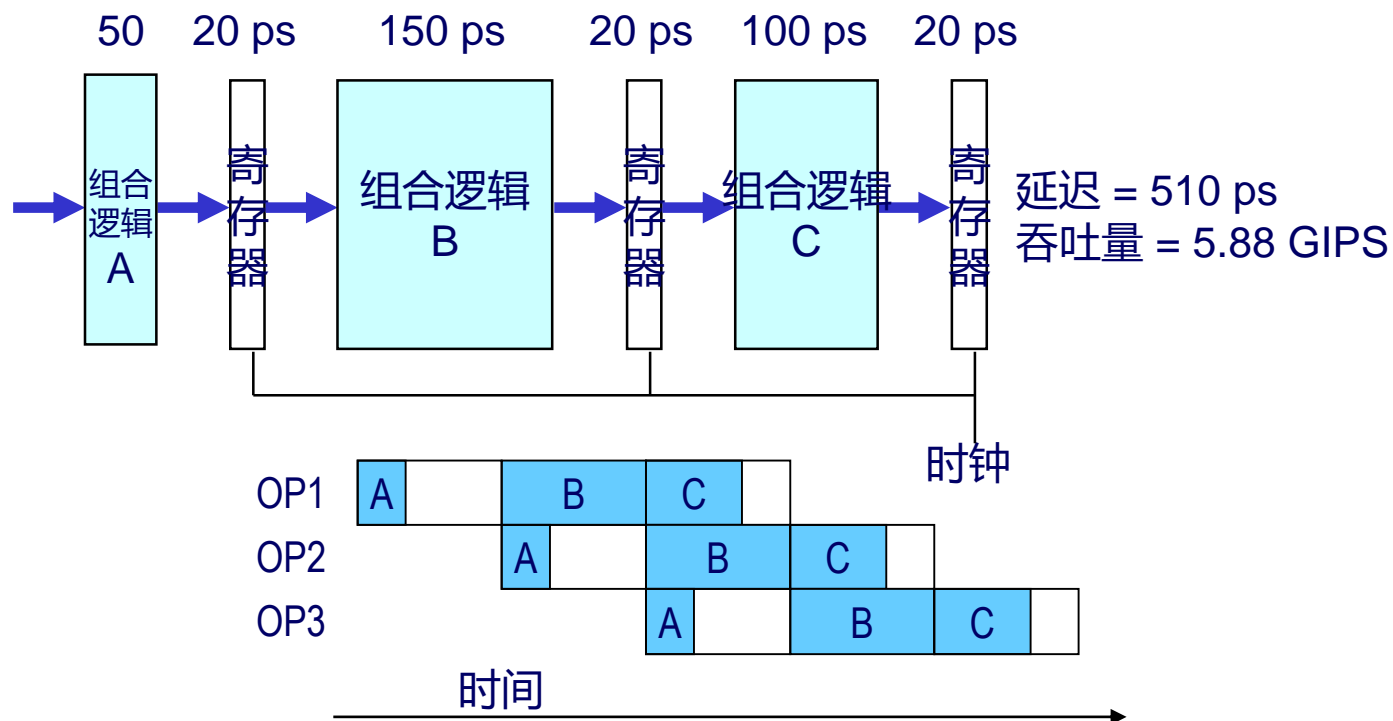 50 20 ps 150 ps 20 ps 100 ps 20 ps
组合
逻辑
A
寄
存
器
组合逻辑
B
寄
存
器
组合逻辑
C
寄
存
器
延迟 = 510 ps
吞吐量 = 5.88 GIPS
时钟
OP1 A B C
OP2 A B C
OP3 A B C
时间